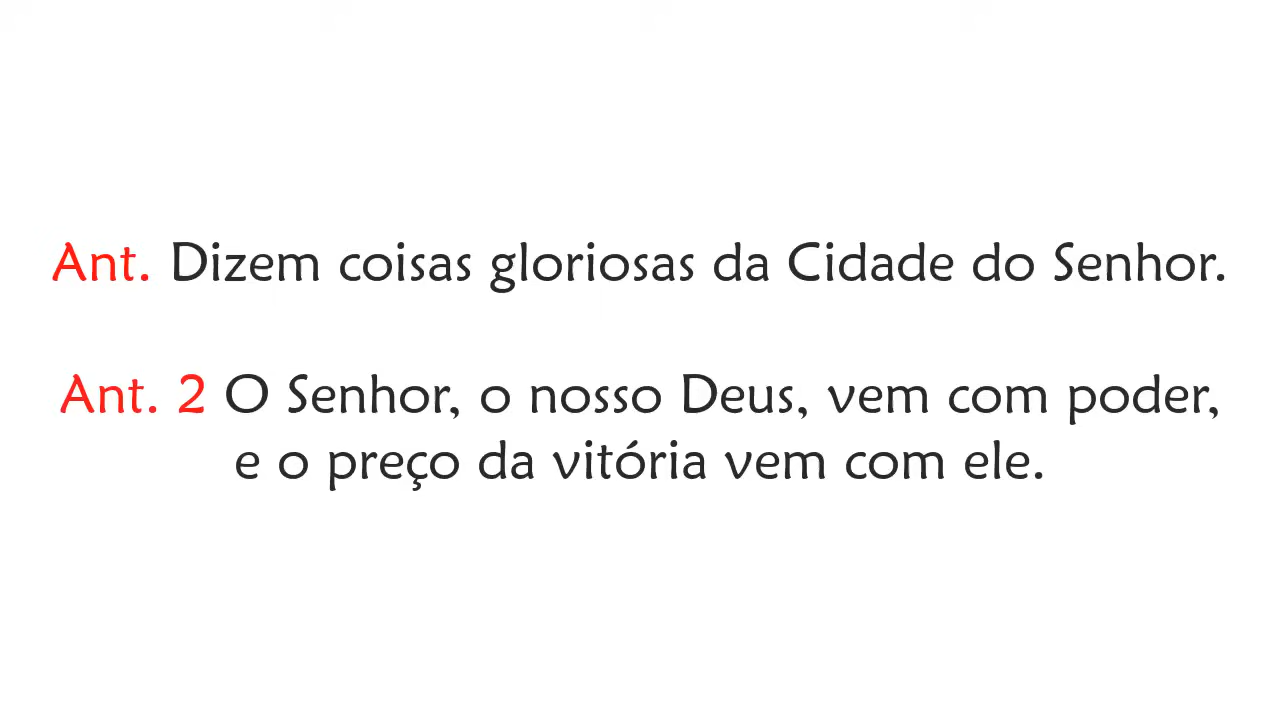 Ant. Dizem coisas gloriosas da Cidade do Senhor.
Ant. 2 O Senhor, o nosso Deus, vem com poder,
e o preço da vitória vem com ele.